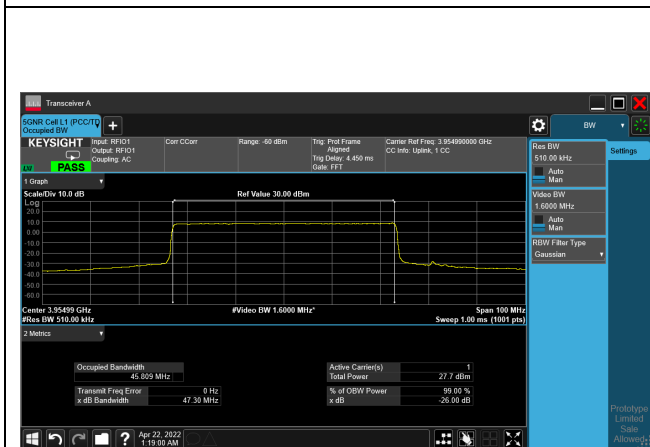 Transceiver A
5GNR Cell L1 (PCC/TD
Occupied BW
BW
KEYSIGHT
Input: RFIO1
Output: RFIO1
Coupling: AC
Corr CCorr
Range: -60 dBm
Trig: Prot Frame
Aligned
Trig Delay: 4.450 ms
Gate: FFT
Carrier Ref Freq: 3.954990000 GHz
CC Info: Uplink, 1 CC
PASS
Res BW
510.00 kHz
Auto
Man
Settings
Video BW
1.6000 MHz
Auto
Man
RBW Filter Type
Gaussian
1 Graph
Scale/Div 10.0 dB
Ref Value 30.00 dBm
Log
20.0
10.0
0.00
-10.0
-20.0
-30.0
-40.0
-50.0
-60.0
Center 3.95499 GHz
#Video BW 1.6000 MHz*
Span 100 MHz
#Res BW 510.00 kHz
Sweep 1.00 ms (1001 pts)
2 Metrics
Occupied Bandwidth
45.809 MHz
Active Carrier(s) 1
Total Power 27.7 dBm
Transmit Freq Error 0 Hz
x dB Bandwidth 47.30 MHz
% of OBW Power 99.00 %
x dB -26.00 dB
Apr 22, 2022
1:19:00 AM
Prototype
Limited
Sale
Allowed